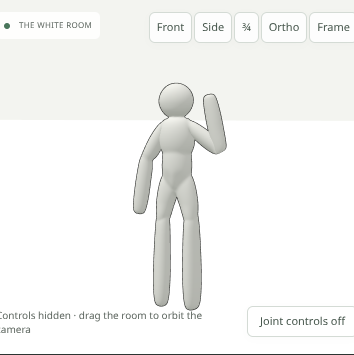 THE WHITE ROOM
Front Side ¾ Ortho Frame
Controls hidden · drag the room to orbit the
camera
Joint controls off